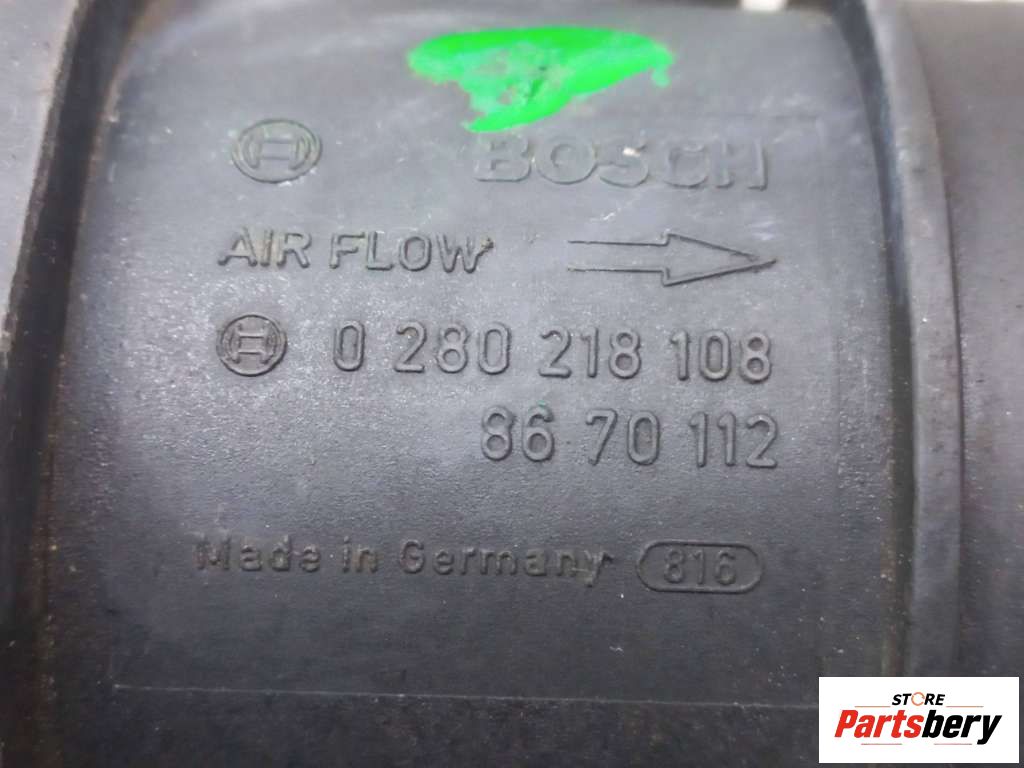 BOSCH
AIR FLOW
0 280 218 108
86 70 112
Made in Germany 816
STORE
Partsbery